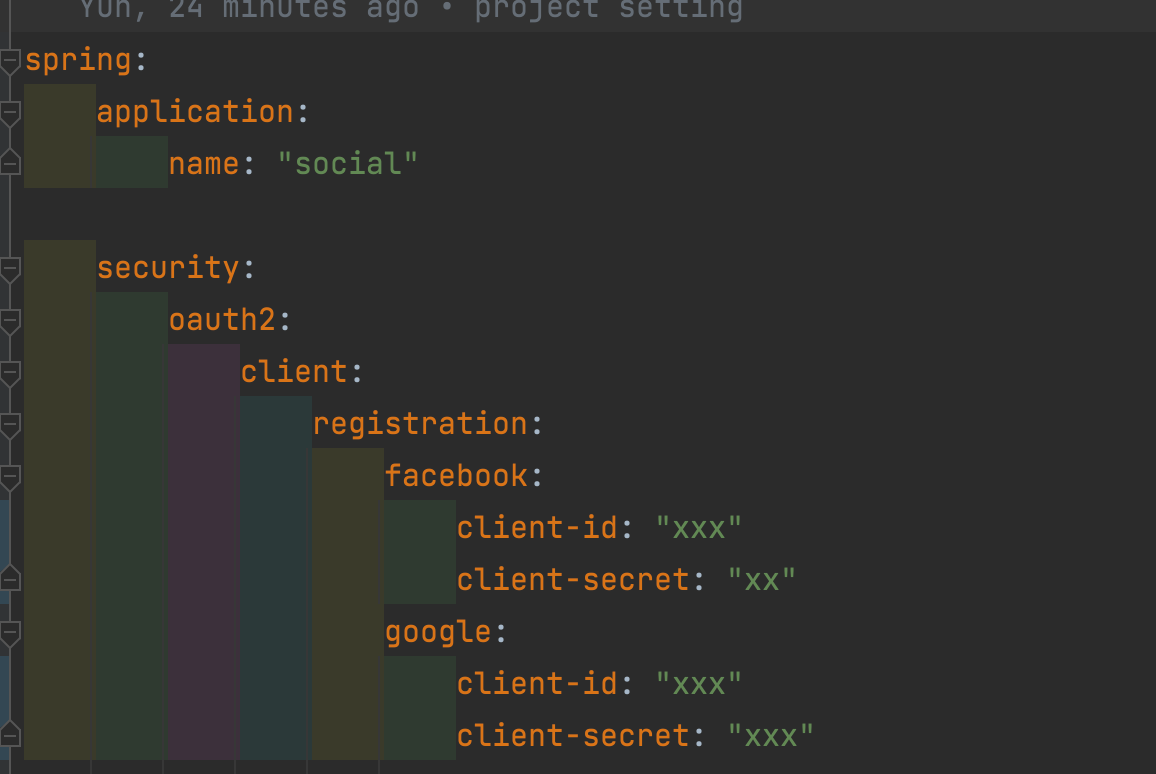 Yun, 24 minutes ago • project setting
spring:
application:
name: "social"
security:
oauth2:
client:
registration:
facebook:
client-id: "xxx"
client-secret: "xx"
google:
client-id: "xxx"
client-secret: "xxx"